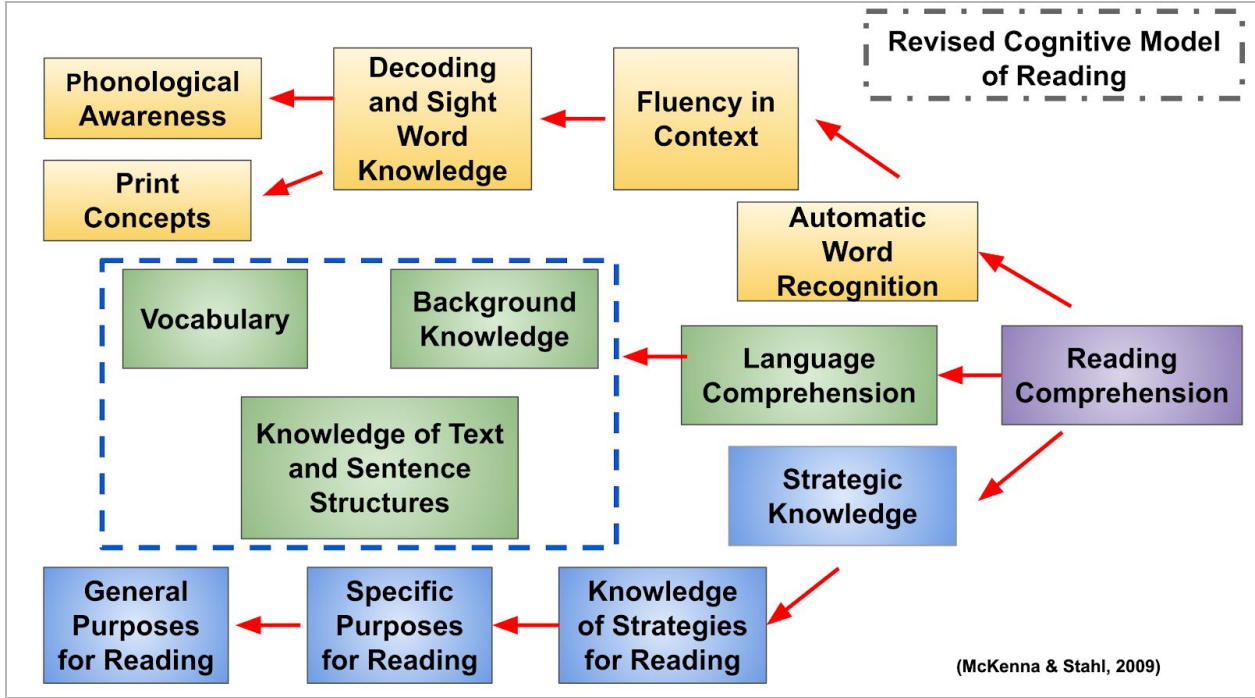 Revised Cognitive Model
of Reading
Phonological
Awareness
Decoding
and Sight
Word
Knowledge
Fluency in
Context
Print
Concepts
Automatic
Word
Recognition
Vocabulary
Background
Knowledge
Language
Comprehension
Reading
Comprehension
Knowledge of Text
and Sentence
Structures
Strategic
Knowledge
General
Purposes
for Reading
Specific
Purposes
for Reading
Knowledge
of Strategies
for Reading
(McKenna & Stahl, 2009)